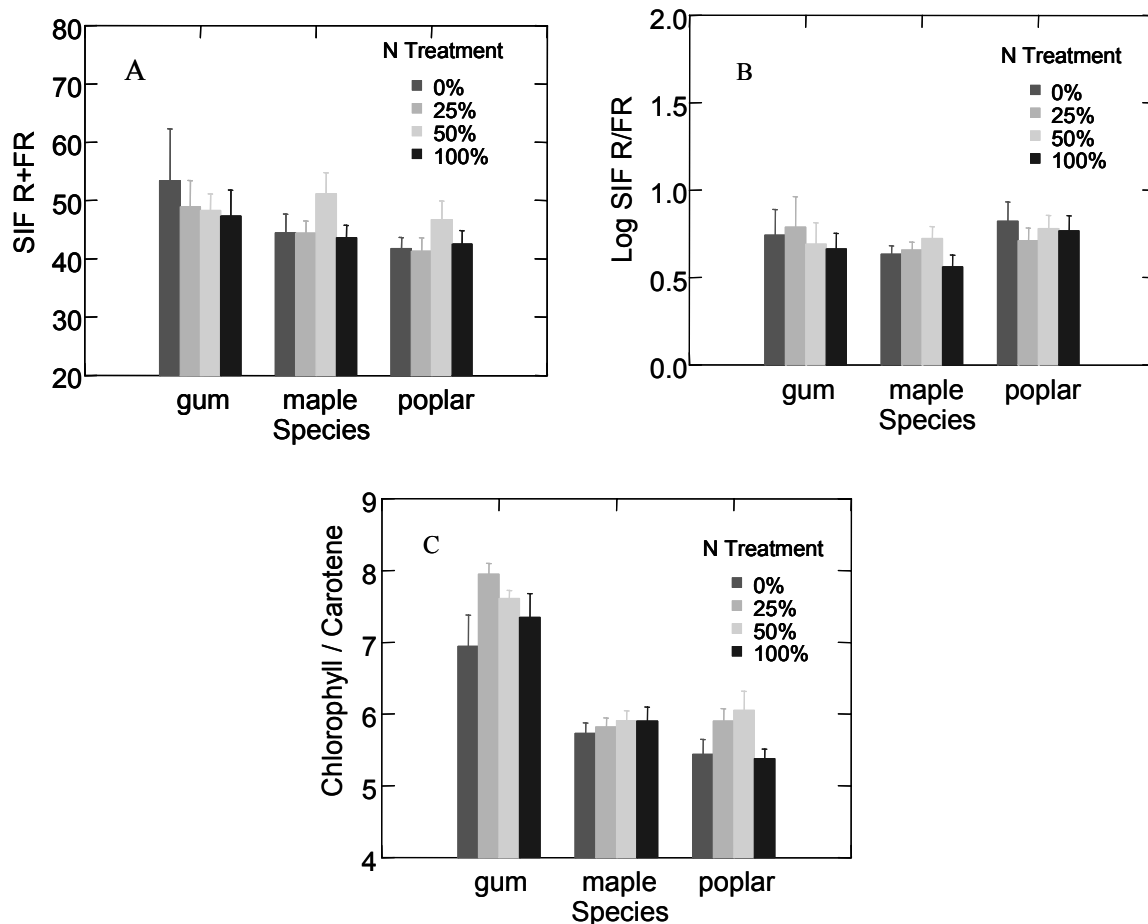 A
SIF R+FR
80
70
60
50
40
30
20
N Treatment
0%
25%
50%
100%
gum maple poplar
Species
B
Log SIF R/FR
2.0
1.5
1.0
0.5
0.0
N Treatment
0%
25%
50%
100%
gum maple poplar
Species
C
Chlorophyll / Carotene
9
8
7
6
5
4
N Treatment
0%
25%
50%
100%
gum maple poplar
Species